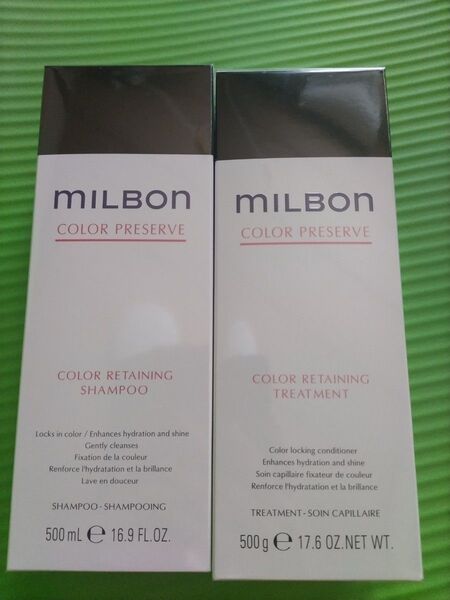 MILBON
COLOR PRESERVE
COLOR RETAINING
SHAMPOO
Locks in color / Enhances hydration and shine
Gently cleanses
Fixation de la couleur
Renforce l'hydratation et la brillance
Lave en douceur
SHAMPOO - SHAMPOOING
500 mL ℮ 16.9 FL.OZ.
MILBON
COLOR PRESERVE
COLOR RETAINING
TREATMENT
Color locking conditioner
Enhances hydration and shine
Soin capillaire fixateur de couleur
Renforce l'hydratation et la brillance
TREATMENT - SOIN CAPILLAIRE
500 g ℮ 17.6 OZ.NET WT.